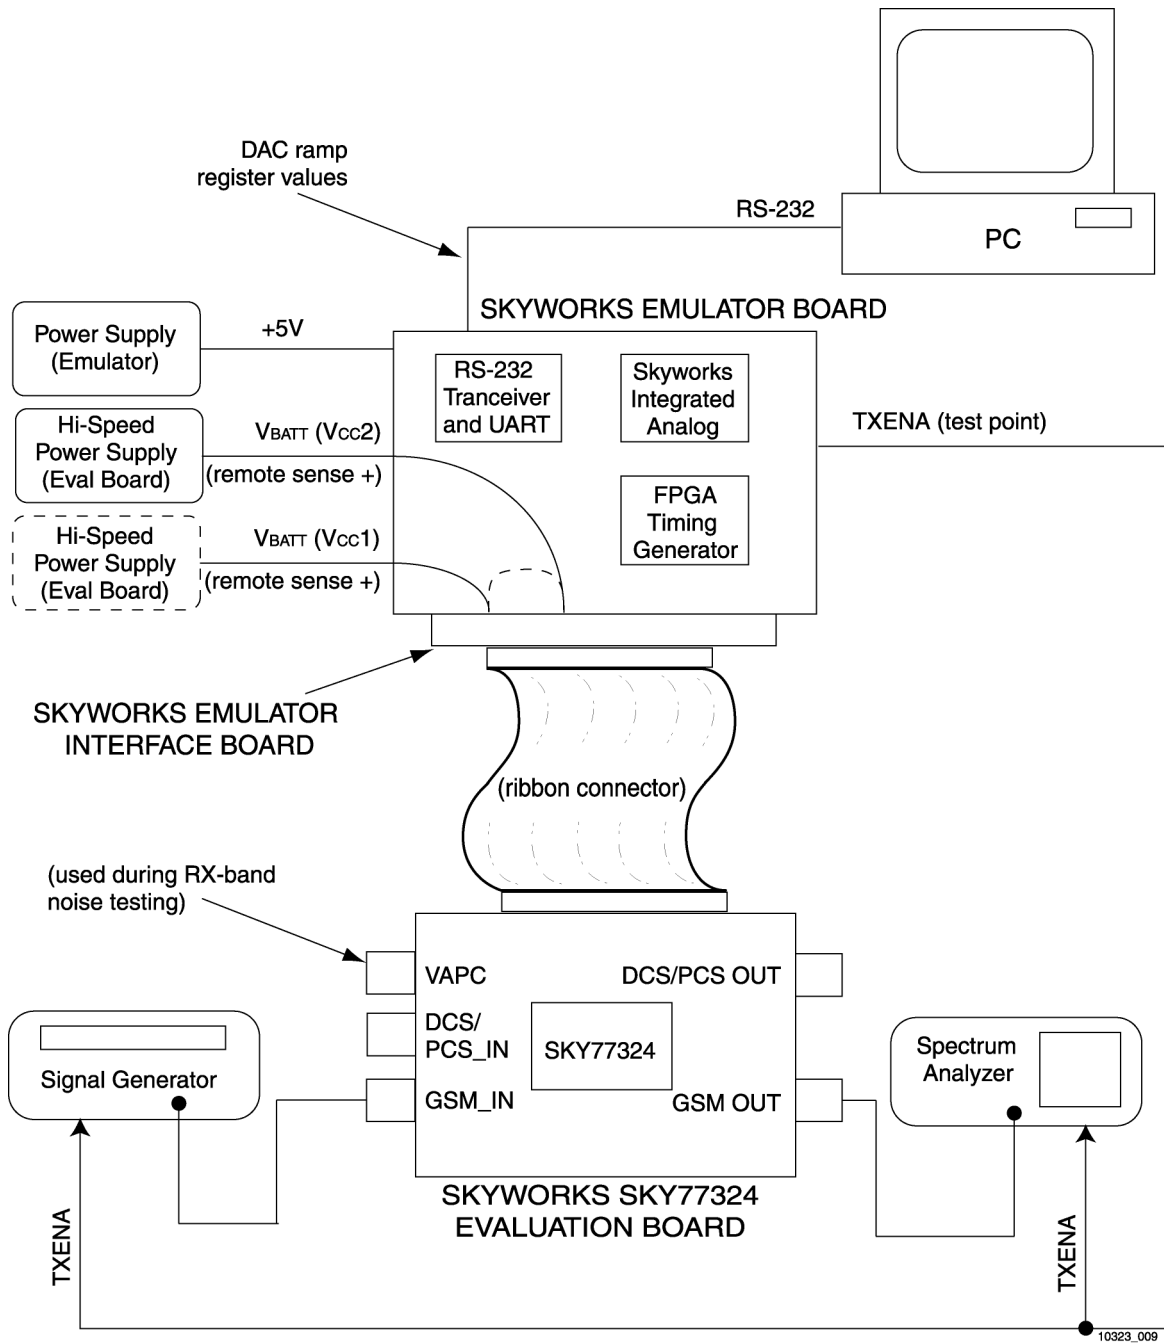 DAC ramp
register values
RS-232
PC
SKYWORKS EMULATOR BOARD
Power Supply
(Emulator)
+5V
RS-232
Tranceiver
and UART
Skyworks
Integrated
Analog
TXENA (test point)
Hi-Speed
Power Supply
(Eval Board)
VBATT (VCC2)
(remote sense +)
FPGA
Timing
Generator
Hi-Speed
Power Supply
(Eval Board)
VBATT (VCC1)
(remote sense +)
SKYWORKS EMULATOR
INTERFACE BOARD
(ribbon connector)
(used during RX-band
noise testing)
VAPC
DCS/PCS OUT
DCS/
PCS_IN
SKY77324
GSM_IN
GSM OUT
Signal Generator
Spectrum
Analyzer
SKYWORKS SKY77324
EVALUATION BOARD
TXENA
TXENA
10323_009